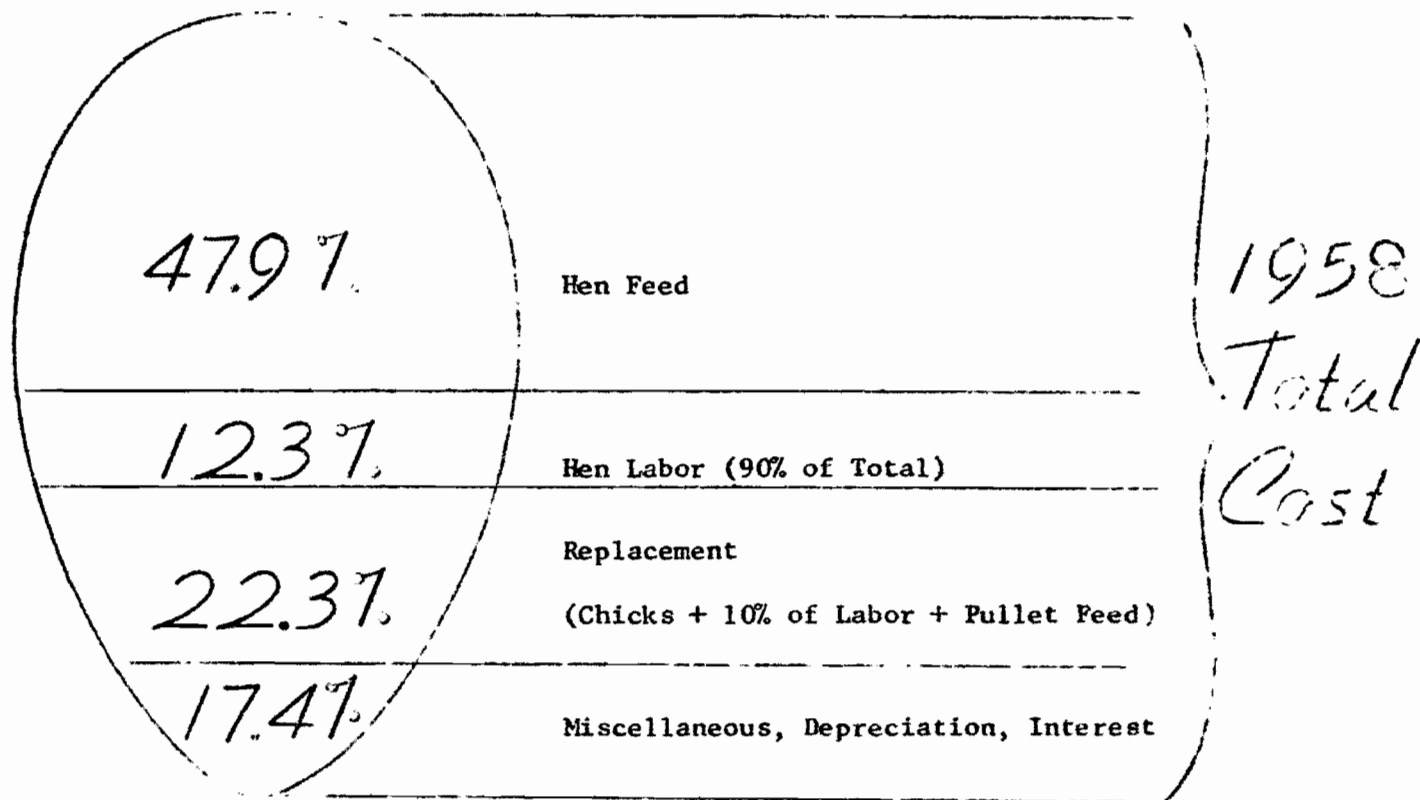 47.9%
Hen Feed
12.3%
Hen Labor (90% of Total)
22.3%
Replacement
(Chicks + 10% of Labor + Pullet Feed)
17.4%
Miscellaneous, Depreciation, Interest
1958
Total
Cost